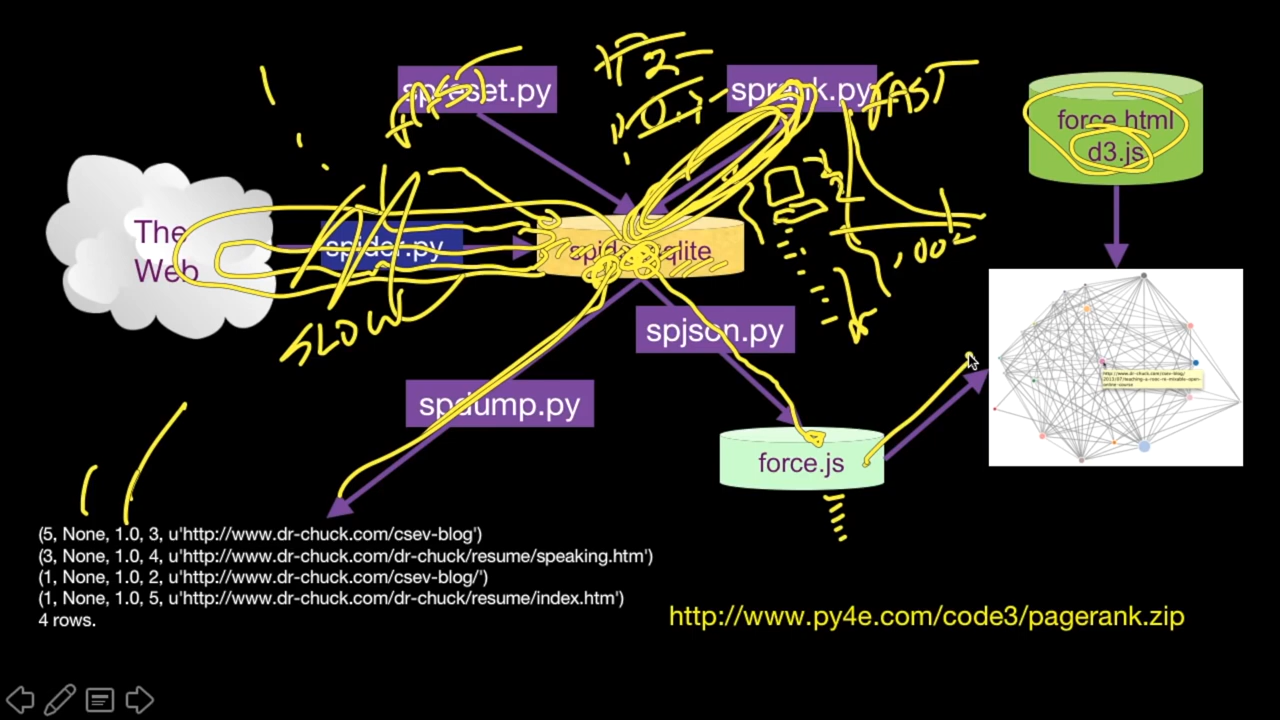 spreset.py
FAST
sprank.py
FAST
force.html
d3.js
The
Web
spider.py
spider.sqlite
SLOW
.002
spjson.py
spdump.py
force.js
(5, None, 1.0, 3, u'http://www.dr-chuck.com/csev-blog')
(3, None, 1.0, 4, u'http://www.dr-chuck.com/dr-chuck/resume/speaking.htm')
(1, None, 1.0, 2, u'http://www.dr-chuck.com/csev-blog/')
(1, None, 1.0, 5, u'http://www.dr-chuck.com/dr-chuck/resume/index.htm')
4 rows.
http://www.py4e.com/code3/pagerank.zip